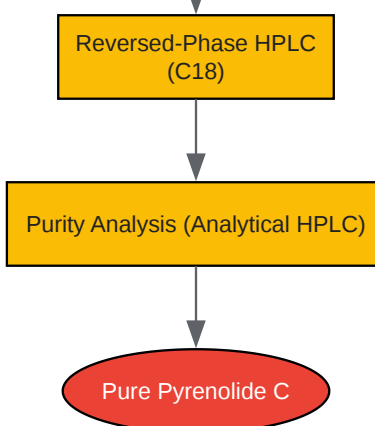 Reversed-Phase HPLC
(C18)
Purity Analysis (Analytical HPLC)
Pure Pyrenolide C